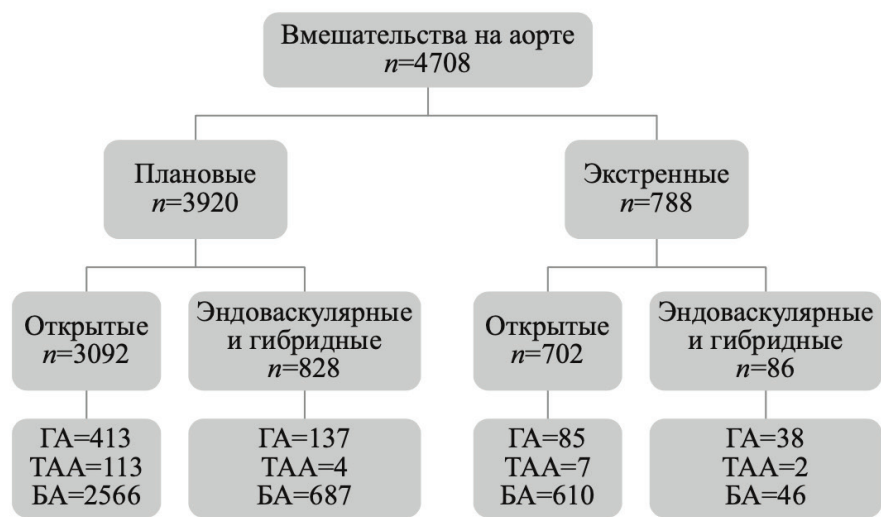 Вмешательства на аорте
n=4708
Плановые
n=3920
Экстренные
n=788
Открытые
n=3092
Эндоваскулярные
и гибридные
n=828
Открытые
n=702
Эндоваскулярные
и гибридные
n=86
ГА=413
ТАА=113
БА=2566
ГА=137
ТАА=4
БА=687
ГА=85
ТАА=7
БА=610
ГА=38
ТАА=2
БА=46